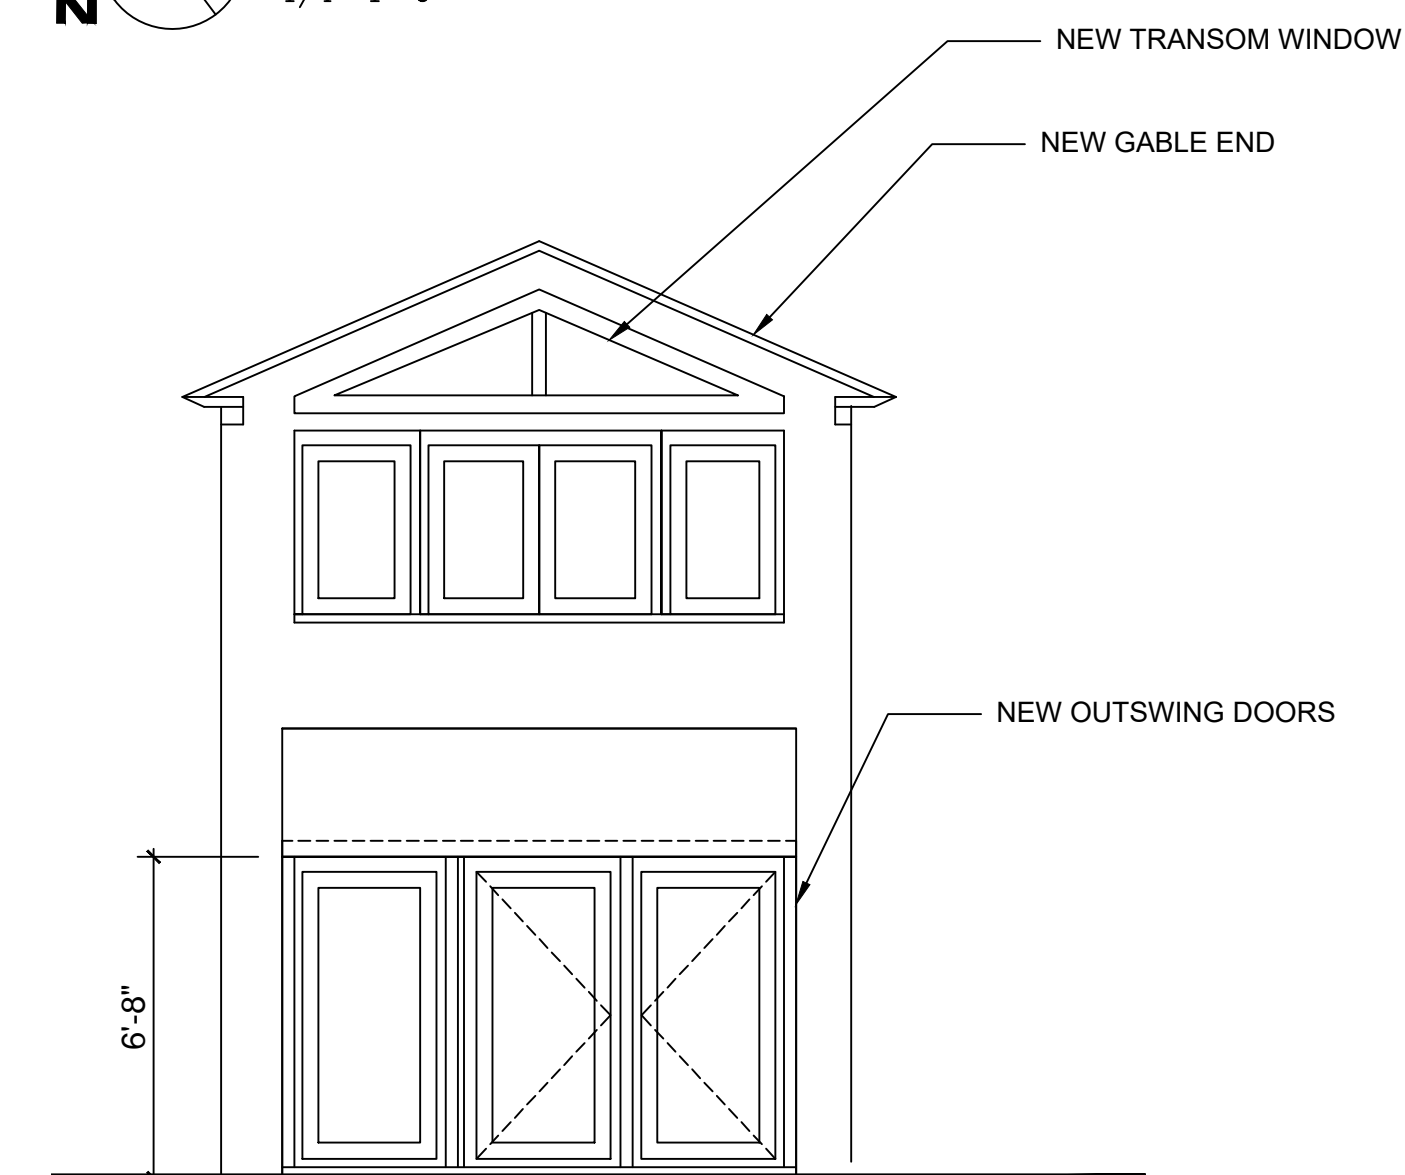 N
NEW TRANSOM WINDOW
NEW GABLE END
NEW OUTSWING DOORS
6'-8"